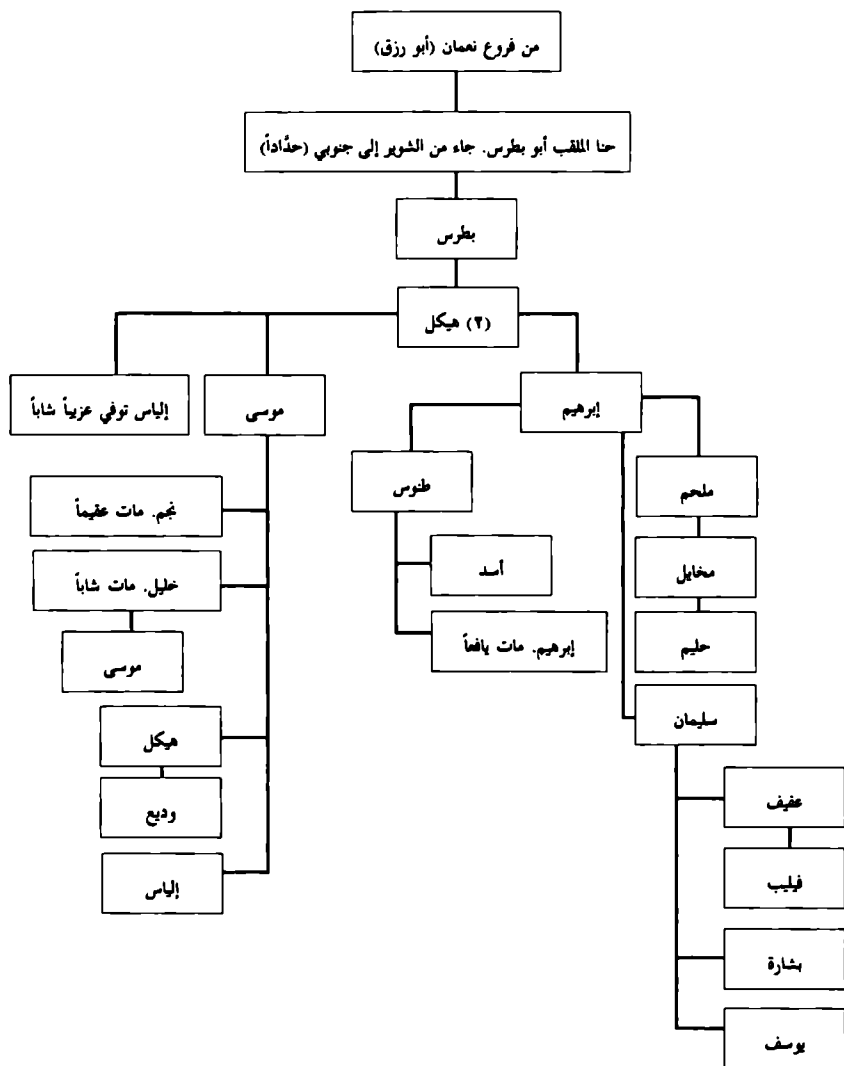 من فروع نعمان (أبو رزق)
حنا الملقب أبو بطرس. جاء من الشوير إلى جنوبي (حدَّاداً)
بطرس
(٢) هيكل
إبرهيم
موسى
إلياس توفي عزيباً شاباً
ملحم
مخايل
حليم
سليمان
عفيف
فيليب
بشارة
يوسف
طنوس
أسد
إبرهيم. مات يافعاً
نجم. مات عقيماً
خليل. مات شاباً
موسى
هيكل
وديع
إلياس